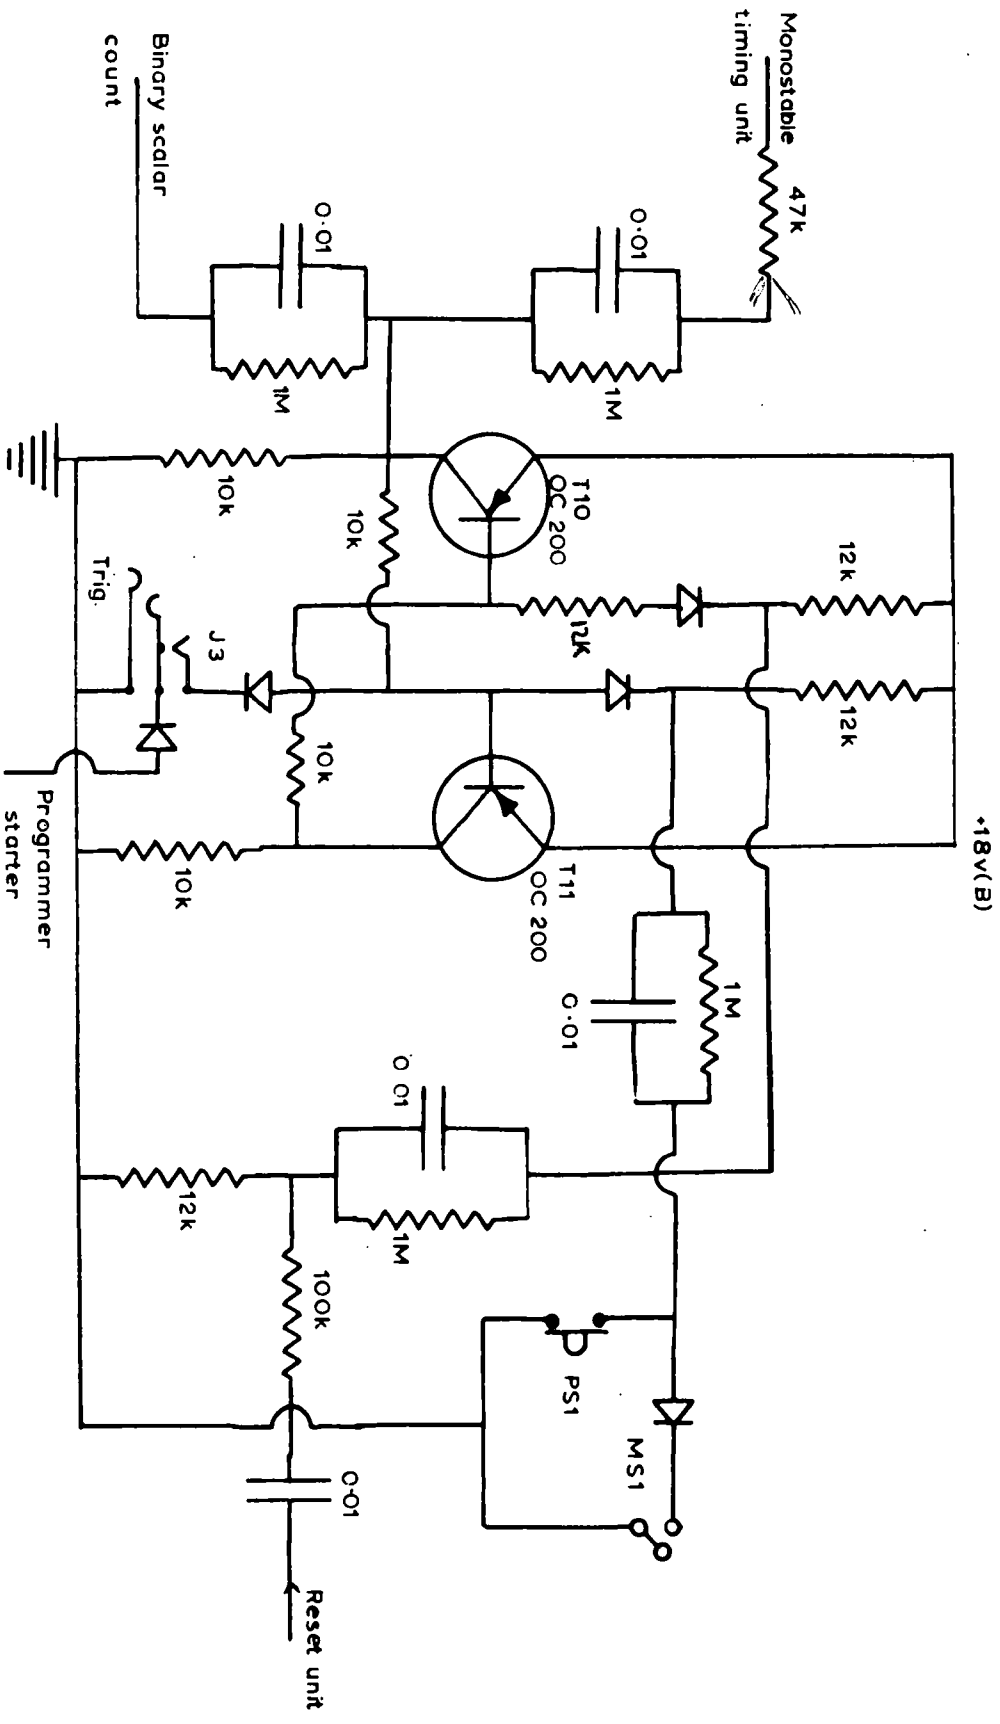 +18v(B)
Monostable
timing unit
47k
0·01
1M
0·01
1M
Binary scalar
count
12k
12k
T10
OC 200
12K
10k
10k
J3
Trig.
10k
T11
OC 200
10k
Programmer
starter
1M
0·01
0 01
1M
12k
100k
PS1
MS1
0·01
Reset unit